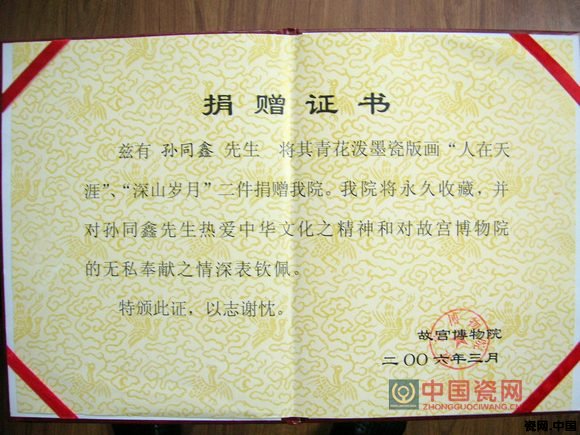 捐赠证书
兹有 孙同鑫 先生 将其青花泼墨瓷版画“人在天
涯”、“深山岁月”二件捐赠我院。我院将永久收藏，并
对孙同鑫先生热爱中华文化之精神和对故宫博物院
的无私奉献之情深表钦佩。
特颁此证，以志谢忱。
故宫博物院
二〇〇六年三月
中国瓷网
ZHONGGUOCIWANG.C
瓷网.中国